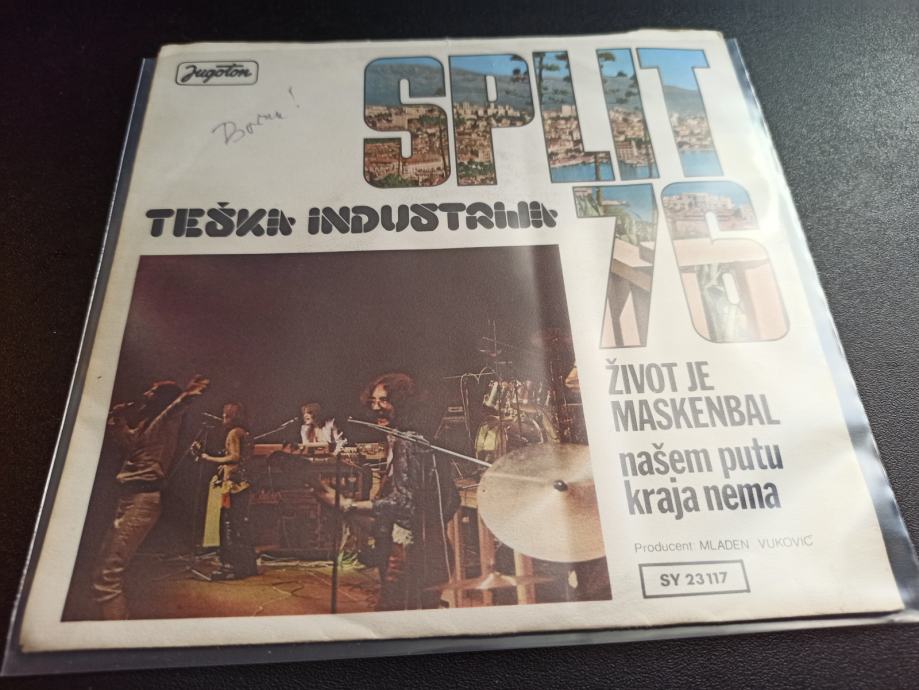 Jugoton
SPLIT
76
TEŠKA INDUSTRIJA
ŽIVOT JE
MASKENBAL
našem putu
kraja nema
Producent: MLADEN VUKOVIĆ
SY 23117